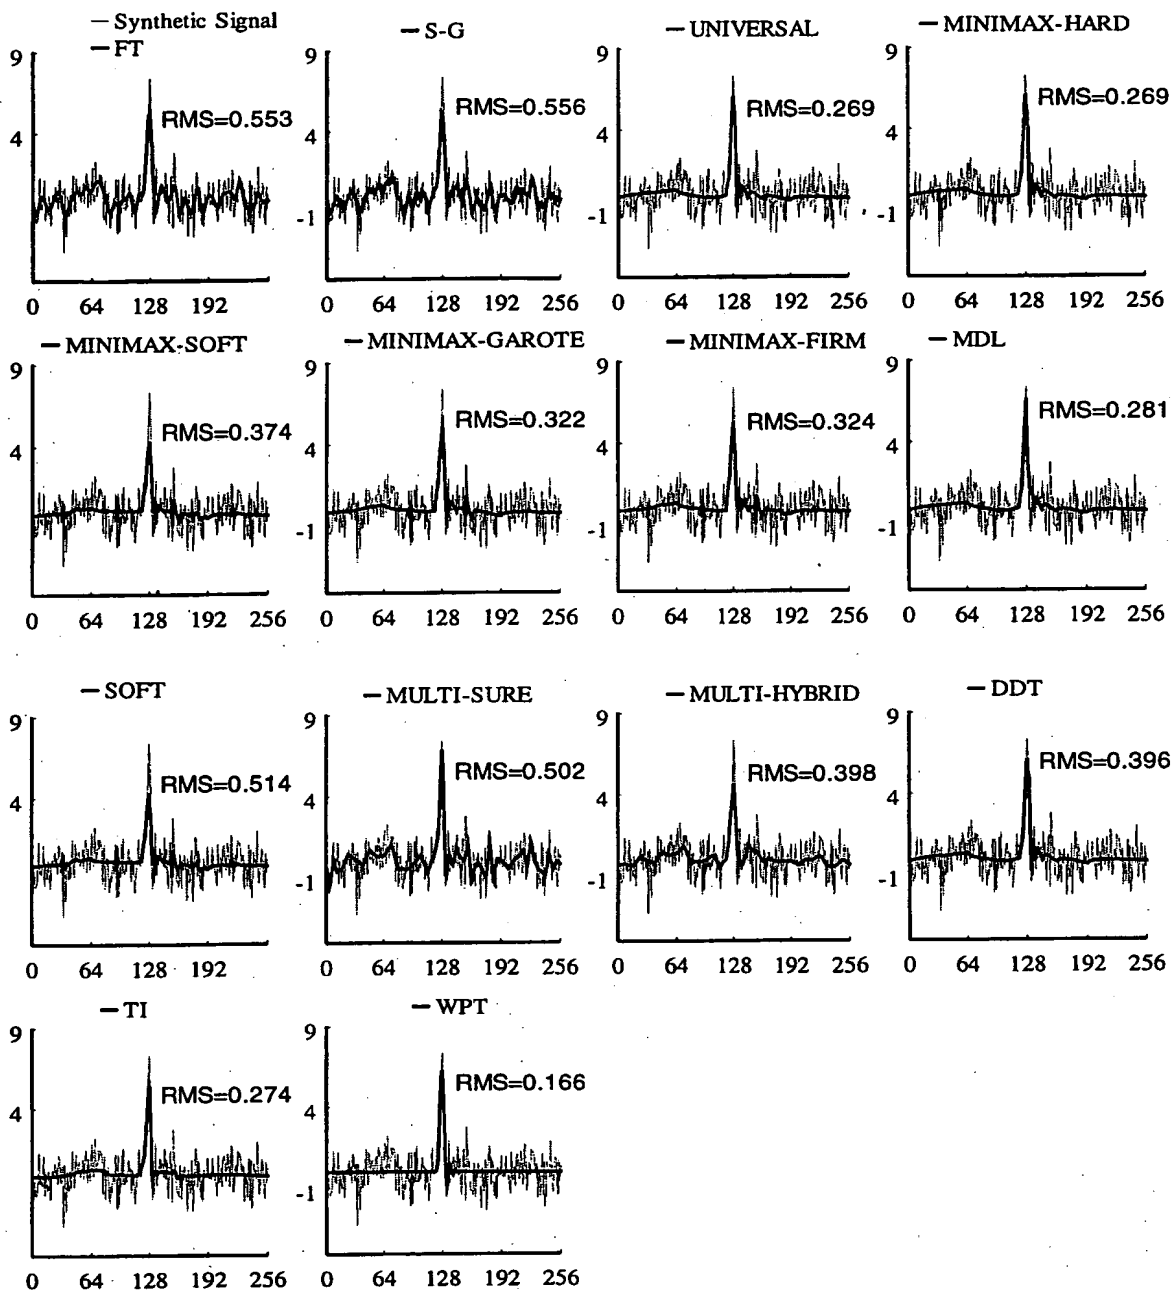 — Synthetic Signal
— FT
9
4
RMS=0.553
0 64 128 192
— S-G
9
4
-1
RMS=0.556
0 64 128 192 256
— UNIVERSAL
9
4
-1
RMS=0.269
0 64 128 192 256
— MINIMAX-HARD
9
4
-1
RMS=0.269
0 64 128 192 256
— MINIMAX-SOFT
9
4
RMS=0.374
0 64 128 192 256
— MINIMAX-GAROTE
9
4
-1
RMS=0.322
0 64 128 192 256
— MINIMAX-FIRM
9
4
-1
RMS=0.324
0 64 128 192 256
— MDL
9
4
-1
RMS=0.281
0 64 128 192 256
— SOFT
9
4
RMS=0.514
0 64 128 192
— MULTI-SURE
9
4
-1
RMS=0.502
0 64 128 192 256
— MULTI-HYBRID
9
4
-1
RMS=0.398
0 64 128 192 256
— DDT
9
4
-1
RMS=0.396
0 64 128 192 256
— TI
9
4
RMS=0.274
0 64 128 192 256
— WPT
9
4
-1
RMS=0.166
0 64 128 192 256